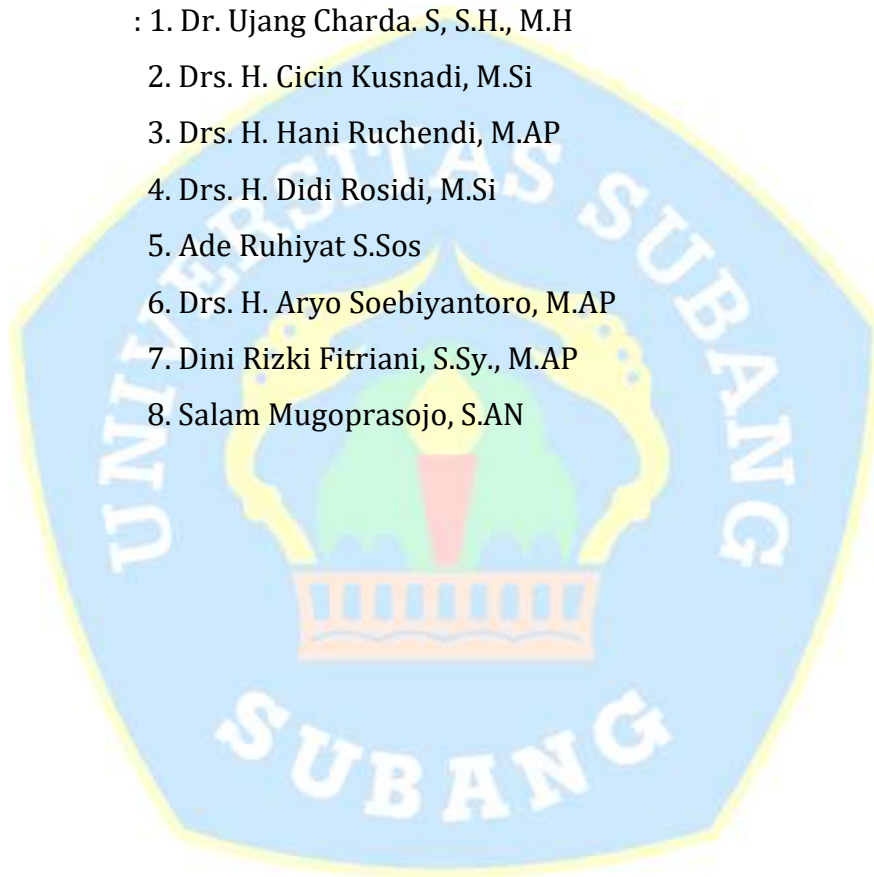 : 1. Dr. Ujang Charda. S, S.H., M.H
2. Drs. H. Cicin Kusnadi, M.Si
3. Drs. H. Hani Ruchendi, M.AP
4. Drs. H. Didi Rosidi, M.Si
5. Ade Ruhiyat S.Sos
6. Drs. H. Aryo Soebiyantoro, M.AP
7. Dini Rizki Fitriani, S.Sy., M.AP
8. Salam Mugoprasojo, S.AN
UNIVERSITAS SUBANG
SUBANG